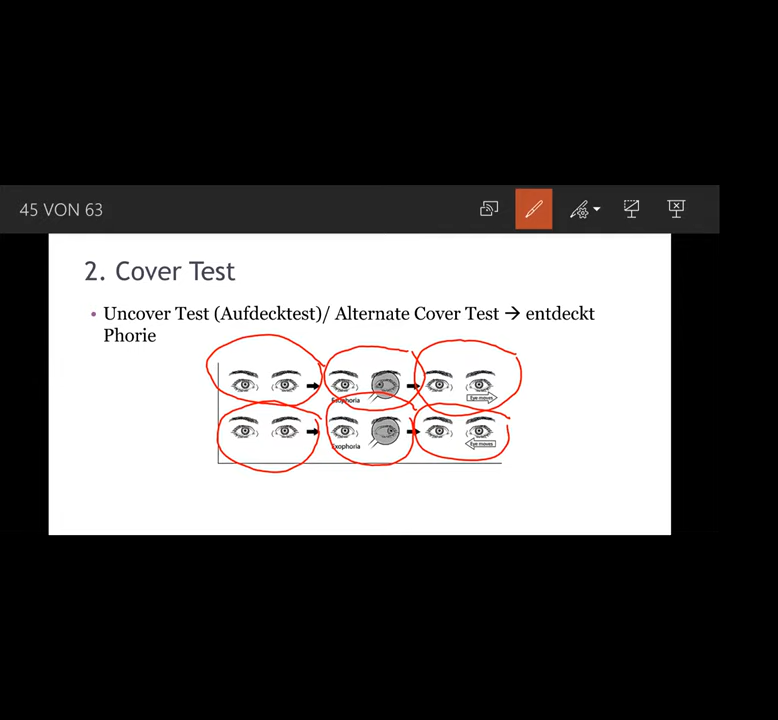 45 VON 63
2. Cover Test
• Uncover Test (Aufdecktest)/ Alternate Cover Test → entdeckt
Phorie
Eye moves
Exophoria
Eye moves